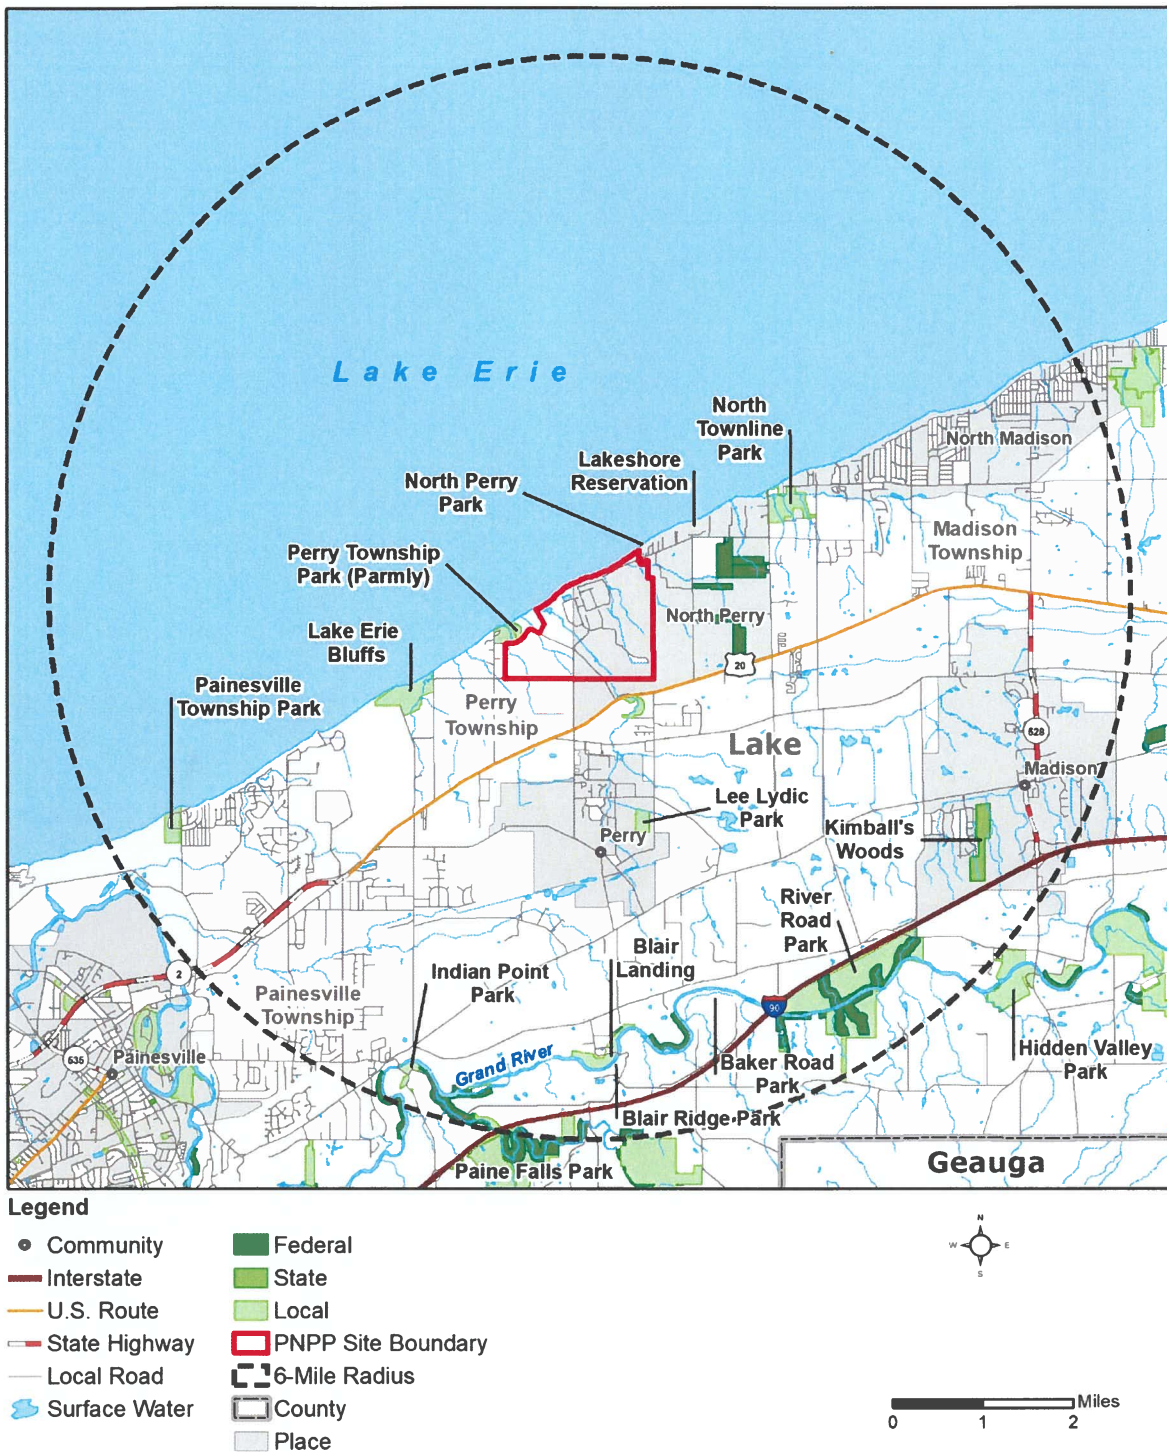 Lake Erie
North
Townline
Park
North Madison
Lakeshore
Reservation
North Perry
Park
Madison
Township
Perry Township
Park (Parmly)
North Perry
Lake Erie
Bluffs
20
Painesville
Township Park
Perry
Township
528
Lake
Madison
Lee Lydic
Park
Kimball's
Woods
Perry
River
Road
Park
Blair
Landing
Indian Point
Park
2
Painesville
Township
90
Grand River
535
Painesville
Baker Road
Park
Hidden Valley
Park
Blair Ridge Park
Paine Falls Park
Geauga
Legend
Community
Interstate
U.S. Route
State Highway
Local Road
Surface Water
Federal
State
Local
PNPP Site Boundary
6-Mile Radius
County
Place
N
W E
S
Miles
0 1 2